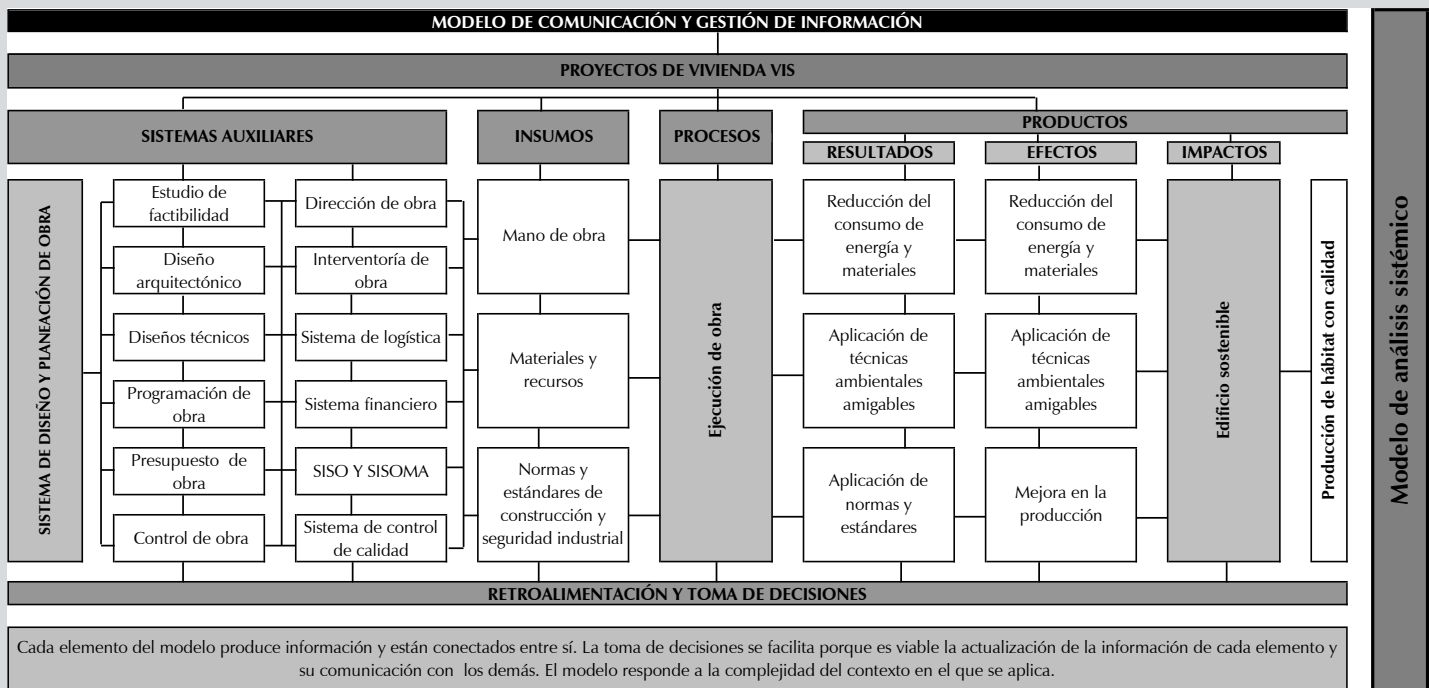 MODELO DE COMUNICACIÓN Y GESTIÓN DE INFORMACIÓN
PROYECTOS DE VIVIENDA VIS
SISTEMAS AUXILIARES
INSUMOS
PROCESOS
PRODUCTOS
RESULTADOS
EFECTOS
IMPACTOS
SISTEMA DE DISEÑO Y PLANEACIÓN DE OBRA
Estudio de
factibilidad
Diseño
arquitectónico
Diseños técnicos
Programación de
obra
Presupuesto de
obra
Control de obra
Dirección de obra
Interventoría de
obra
Sistema de logística
Sistema financiero
SISO Y SISOMA
Sistema de control
de calidad
Mano de obra
Materiales y
recursos
Normas y
estándares de
construcción y
seguridad industrial
Ejecución de obra
Reducción del
consumo de
energía y
materiales
Aplicación de
técnicas
ambientales
amigables
Aplicación de
normas y
estándares
Reducción del
consumo de
energía y
materiales
Aplicación de
técnicas
ambientales
amigables
Mejora en la
producción
Edificio sostenible
Producción de hábitat con calidad
Modelo de análisis sistémico
RETROALIMENTACIÓN Y TOMA DE DECISIONES
Cada elemento del modelo produce información y están conectados entre sí. La toma de decisiones se facilita porque es viable la actualización de la información de cada elemento y
su comunicación con los demás. El modelo responde a la complejidad del contexto en el que se aplica.